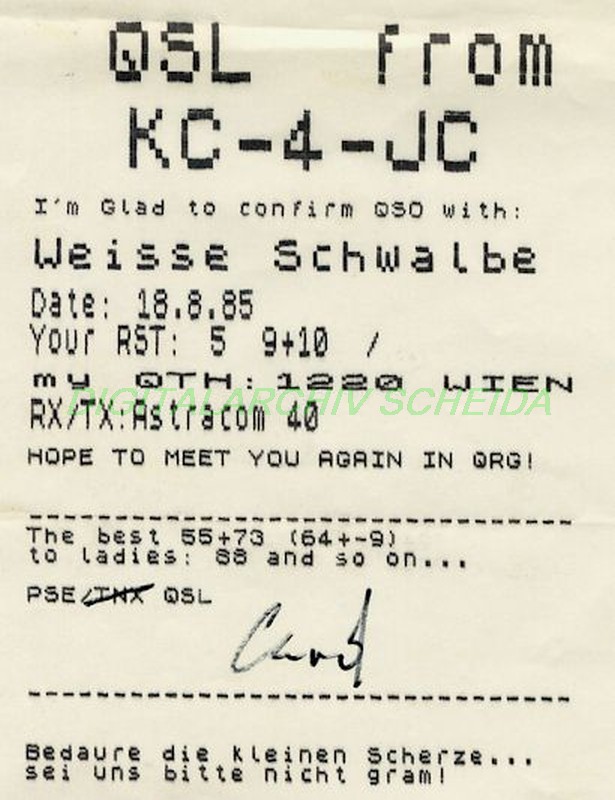 QSL from
KC-4-JC
I'm Glad to confirm QSO with:
Weisse Schwalbe
Date: 18.8.85
Your RST: 5 9+10 /
my QTH: 1220 WIEN
DIGITALARCHIV SCHEIDA
RX/TX:Astracom 40
HOPE TO MEET YOU AGAIN IN QRG!
The best 55+73 (64+-9)
to ladies: 88 and so on...
PSE/TNX QSL
Bedaure die kleinen Scherze...
sei uns bitte nicht gram!